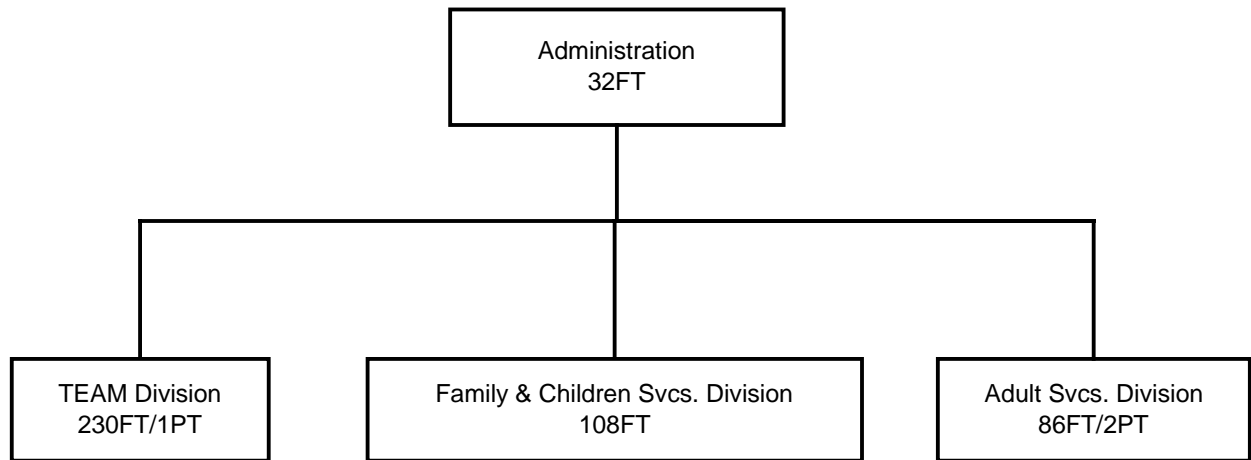 Administration
32FT
TEAM Division
230FT/1PT
Family & Children Svcs. Division
108FT
Adult Svcs. Division
86FT/2PT